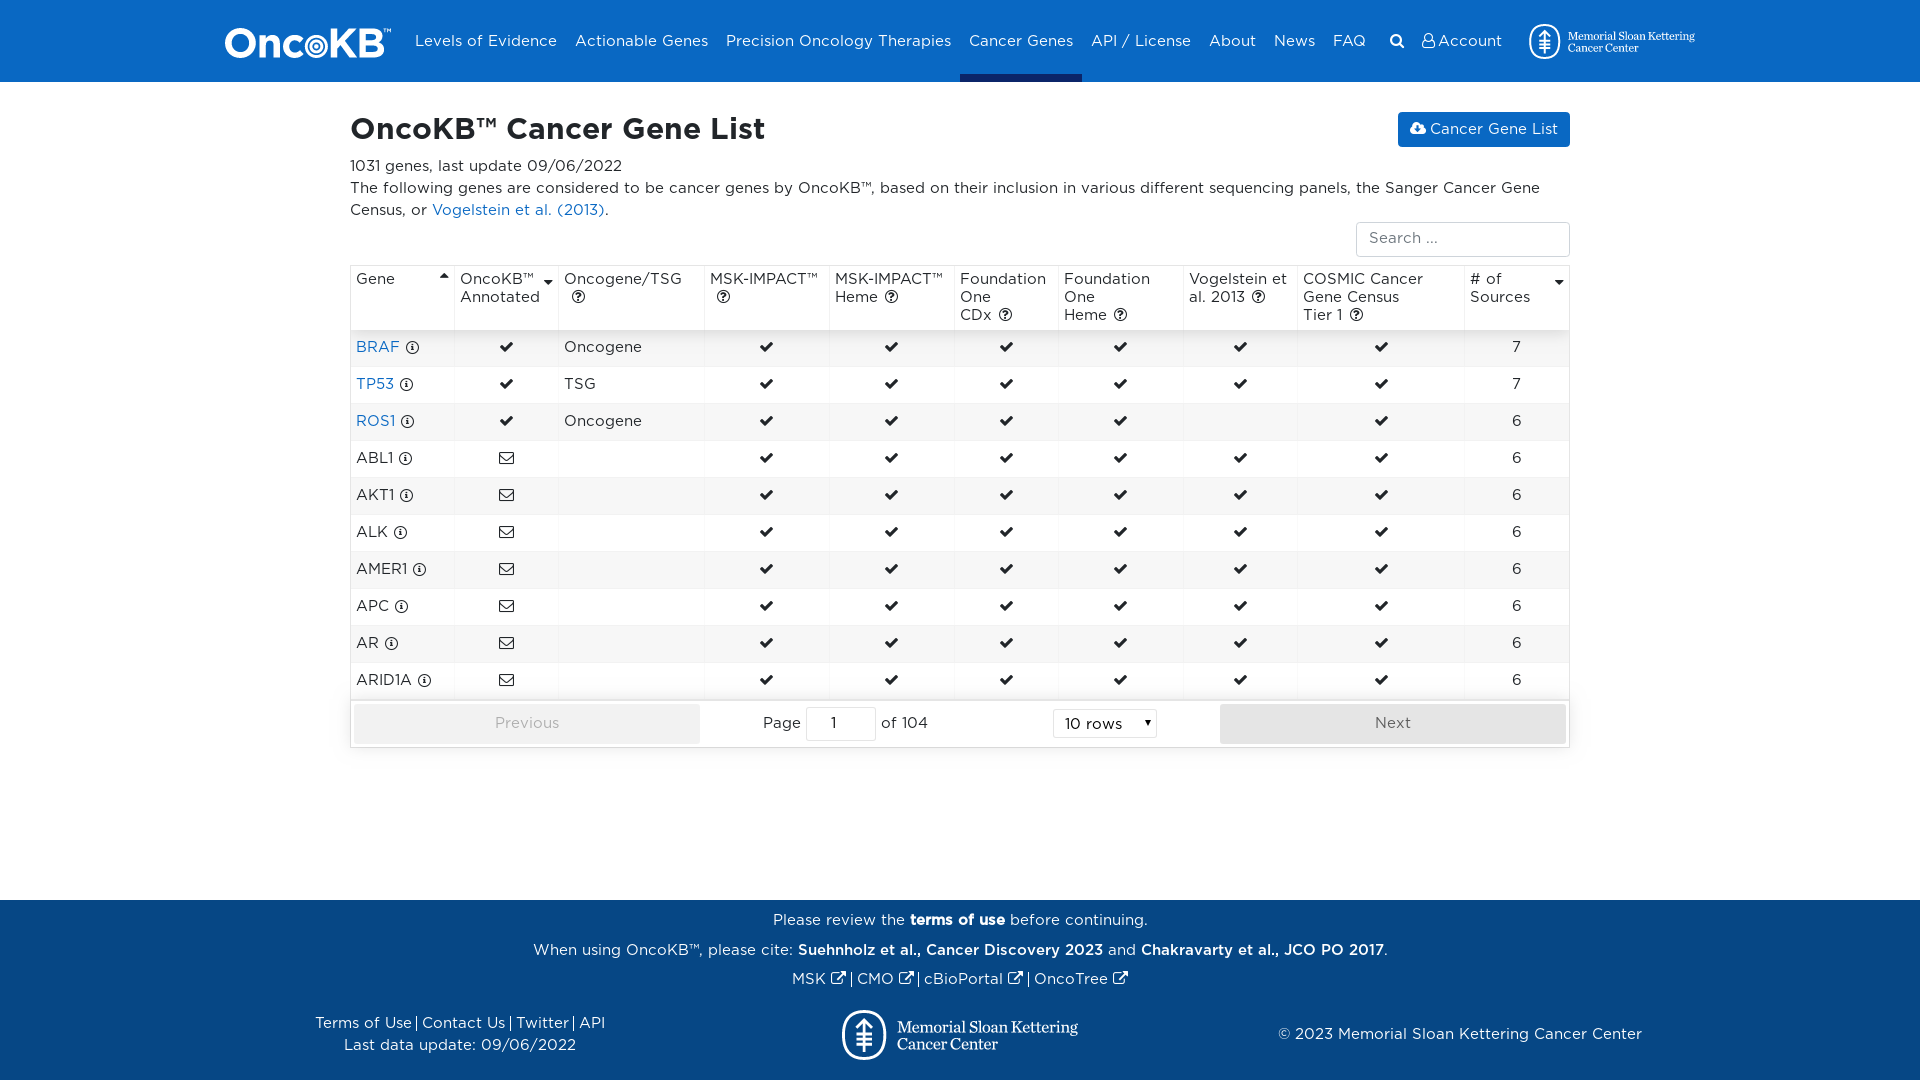 OncoKB™ Levels of Evidence Actionable Genes Precision Oncology Therapies Cancer Genes API / License About News FAQ Account Memorial Sloan Kettering
Cancer Center
OncoKB™ Cancer Gene List
Cancer Gene List
1031 genes, last update 09/06/2022
The following genes are considered to be cancer genes by OncoKB™, based on their inclusion in various different sequencing panels, the Sanger Cancer Gene
Census, or Vogelstein et al. (2013).
Search ...
Gene OncoKB™ Oncogene/TSG MSK-IMPACT™ MSK-IMPACT™ Foundation Foundation Vogelstein et COSMIC Cancer # of
Annotated Heme One One al. 2013 Gene Census Sources
CDx Heme Tier 1
BRAF Oncogene 7
TP53 TSG 7
ROS1 Oncogene 6
ABL1 6
AKT1 6
ALK 6
AMER1 6
APC 6
AR 6
ARID1A 6
Previous Page 1 of 104 10 rows Next
Please review the terms of use before continuing.
When using OncoKB™, please cite: Suehnholz et al., Cancer Discovery 2023 and Chakravarty et al., JCO PO 2017.
MSK | CMO | cBioPortal | OncoTree
Terms of Use | Contact Us | Twitter | API
Last data update: 09/06/2022
Memorial Sloan Kettering
Cancer Center
© 2023 Memorial Sloan Kettering Cancer Center